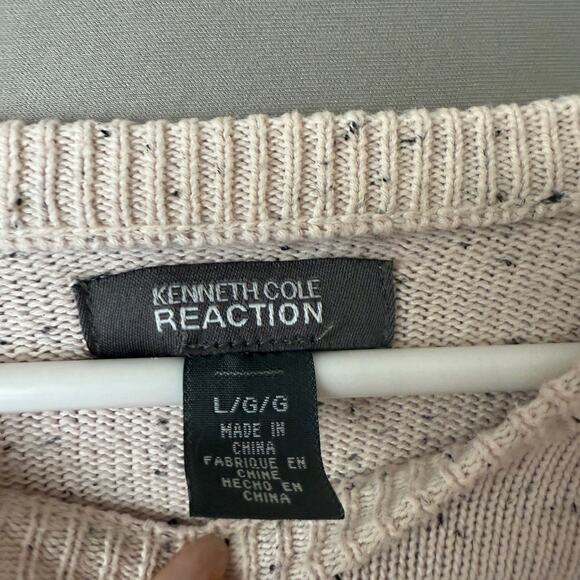 KENNETH COLE
REACTION
L/G/G
MADE IN
CHINA
FABRIQUE EN
CHINE
HECHO EN
CHINA